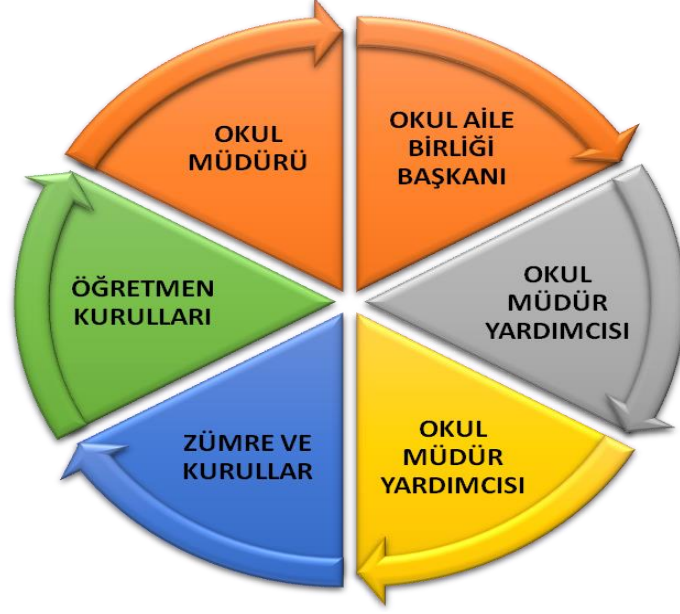 OKUL
MÜDÜRÜ
OKUL AİLE
BİRLİĞİ
BAŞKANI
OKUL
MÜDÜR
YARDIMCISI
OKUL
MÜDÜR
YARDIMCISI
ZÜMRE VE
KURULLAR
ÖĞRETMEN
KURULLARI